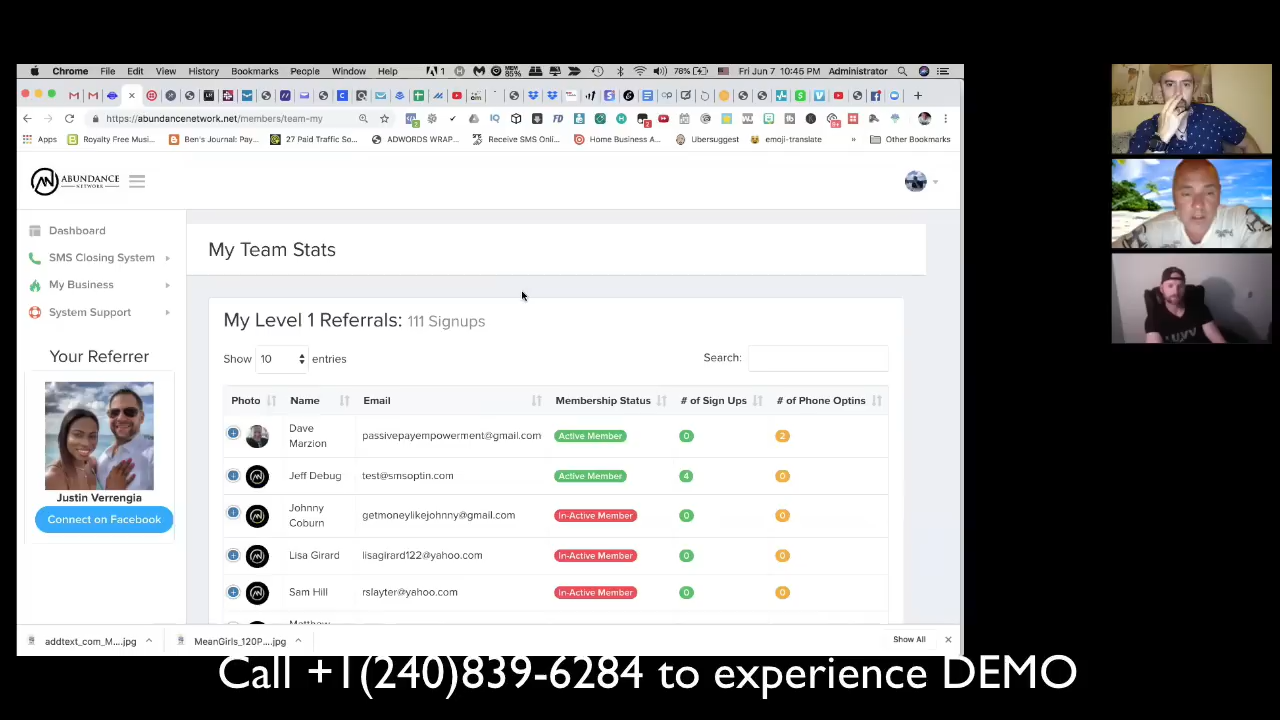 Chrome File Edit View History Bookmarks People Window Help 1 MEM 85% 78% Fri Jun 7 10:45 PM Administrator
https://abundancenetwork.net/members/team-my
Apps Royalty Free Musi... Ben's Journal: Pay... 27 Paid Traffic So... ADWORDS WRAP... Receive SMS Onli... Home Business A... Ubersuggest emoji-translate » Other Bookmarks
ABUNDANCE
NETWORK
Dashboard
SMS Closing System
My Business
System Support
Your Referrer
Justin Verrengia
Connect on Facebook
My Team Stats
My Level 1 Referrals: 111 Signups
Show 10 entries Search:
Photo Name Email Membership Status # of Sign Ups # of Phone Optins
Dave Marzion passivepayempowerment@gmail.com Active Member 0 2
Jeff Debug test@smsoptin.com Active Member 4 0
Johnny Coburn getmoneylikejohnny@gmail.com In-Active Member 0 0
Lisa Girard lisagirard122@yahoo.com In-Active Member 0 0
Sam Hill rslayter@yahoo.com In-Active Member 0 0
Matthew
addtext_com_M....jpg MeanGirls_120P....jpg Show All
Call +1(240)839-6284 to experience DEMO